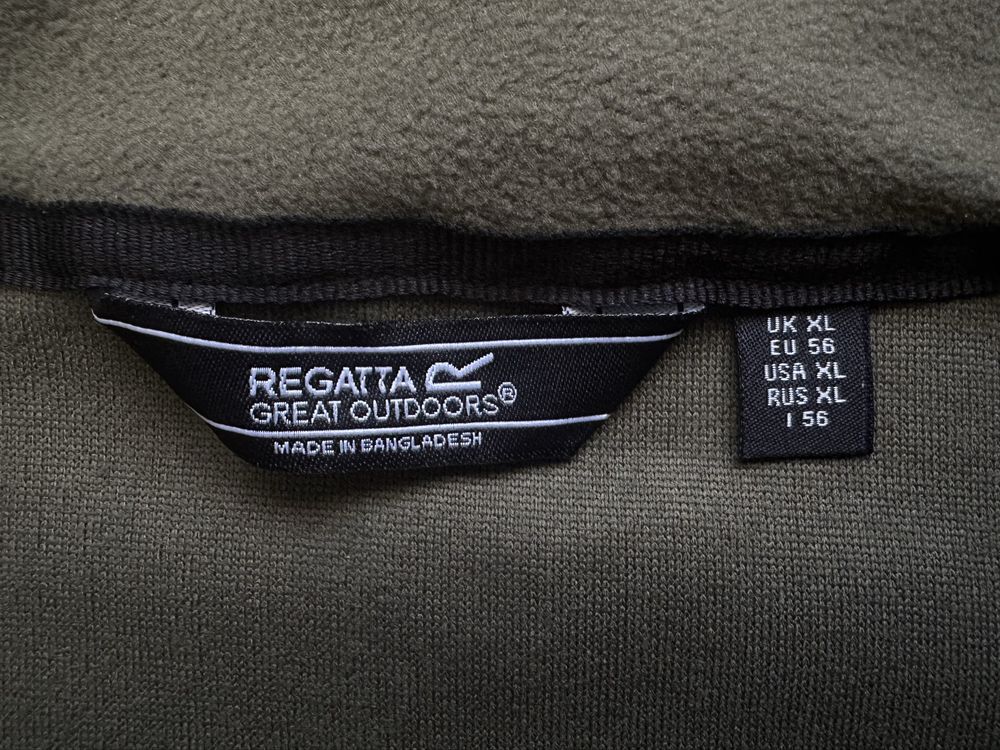 REGATTA
GREAT OUTDOORS®
MADE IN BANGLADESH
UK XL
EU 56
USA XL
RUS XL
I 56